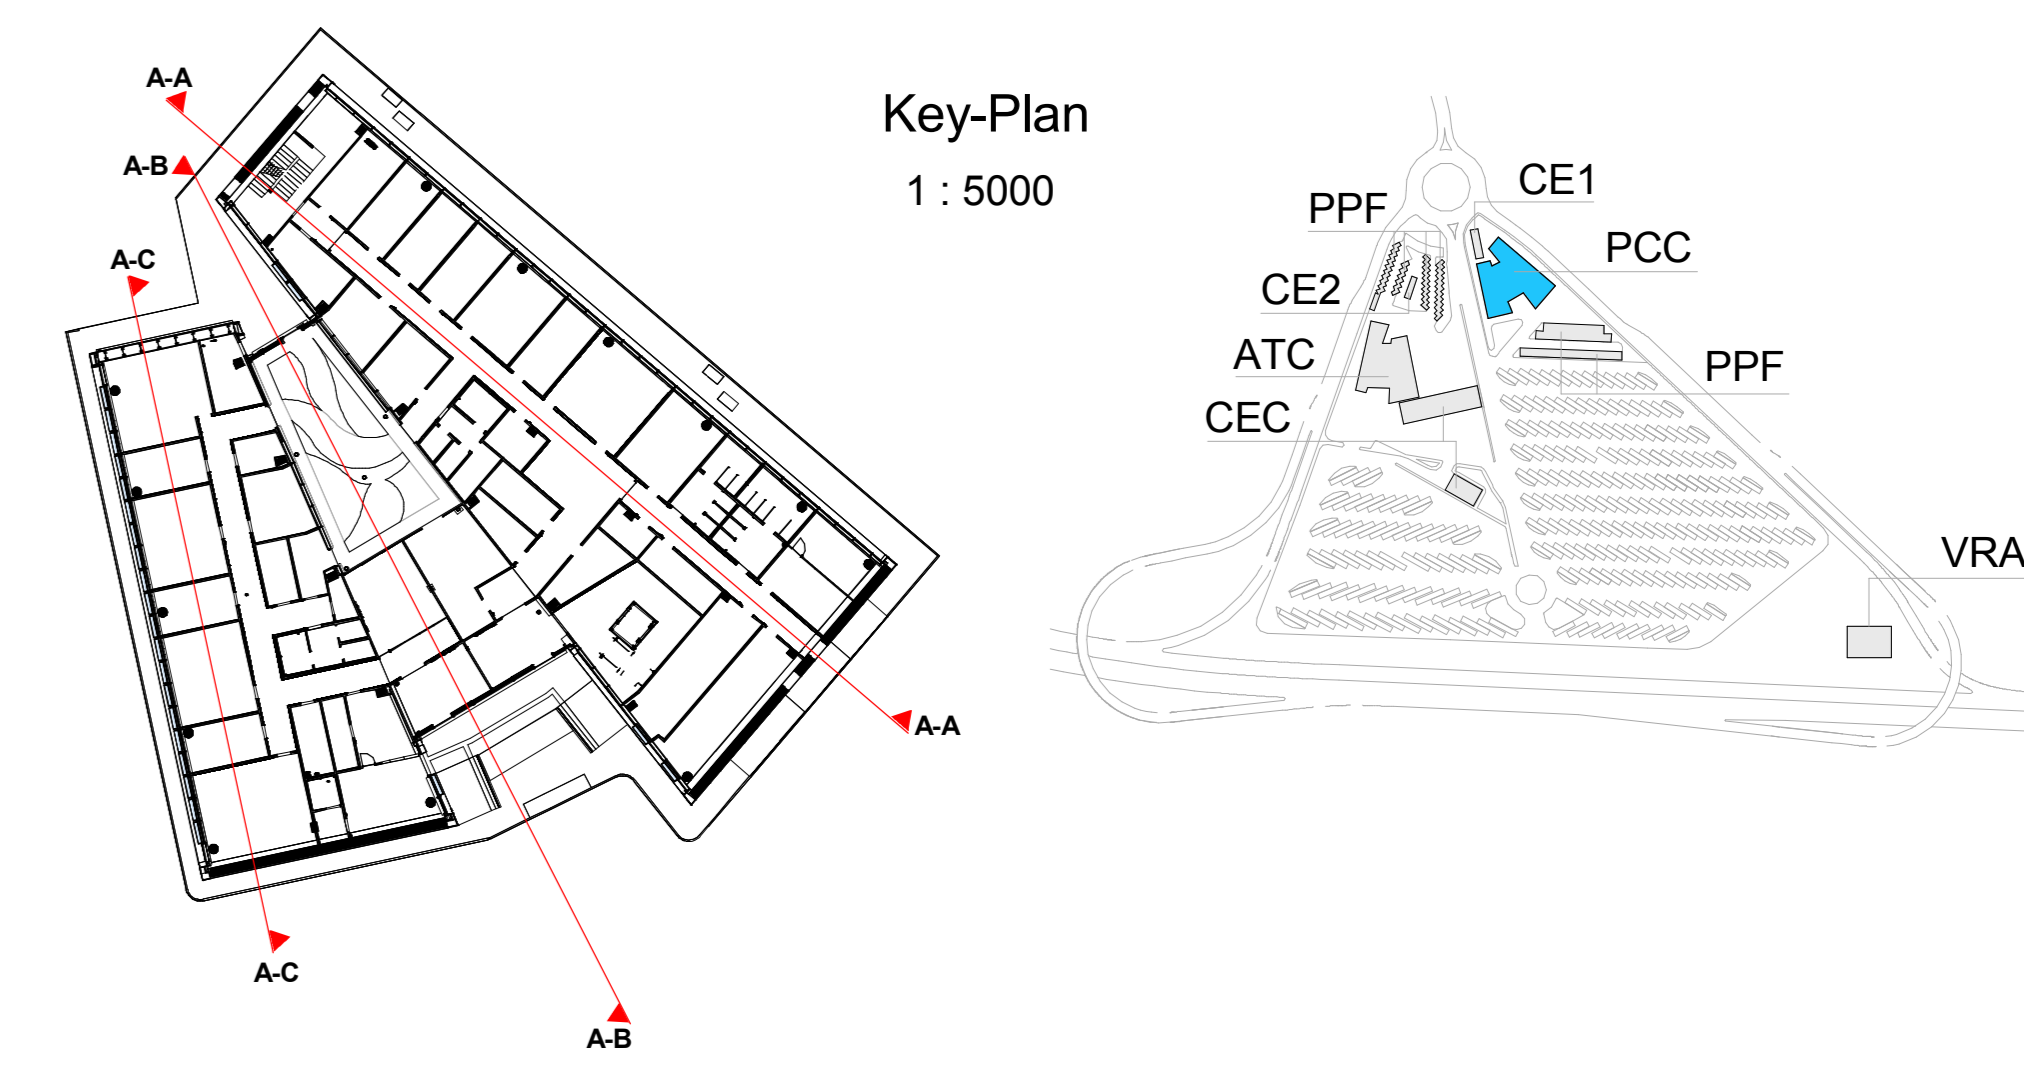 A-A
A-B
A-C
A-A
A-C
A-B
Key-Plan
1 : 5000
CE1
PPF
PCC
CE2
ATC
PPF
CEC
VRA